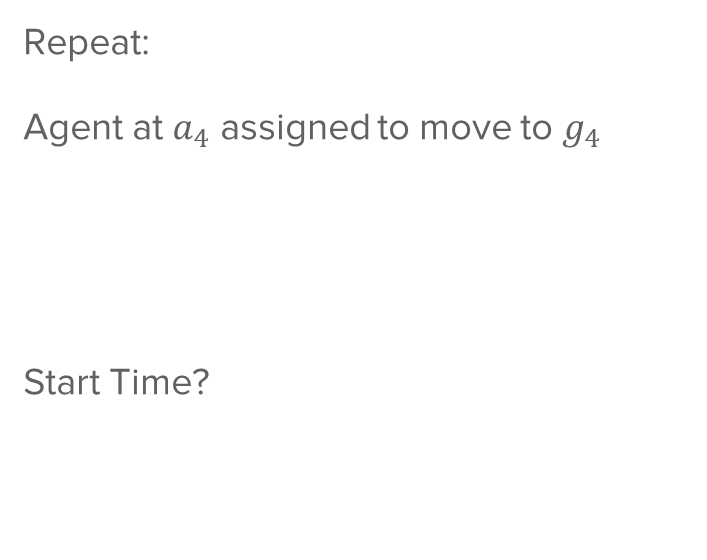 Repeat:
Agent at a₄ assigned to move to g₄
Start Time?